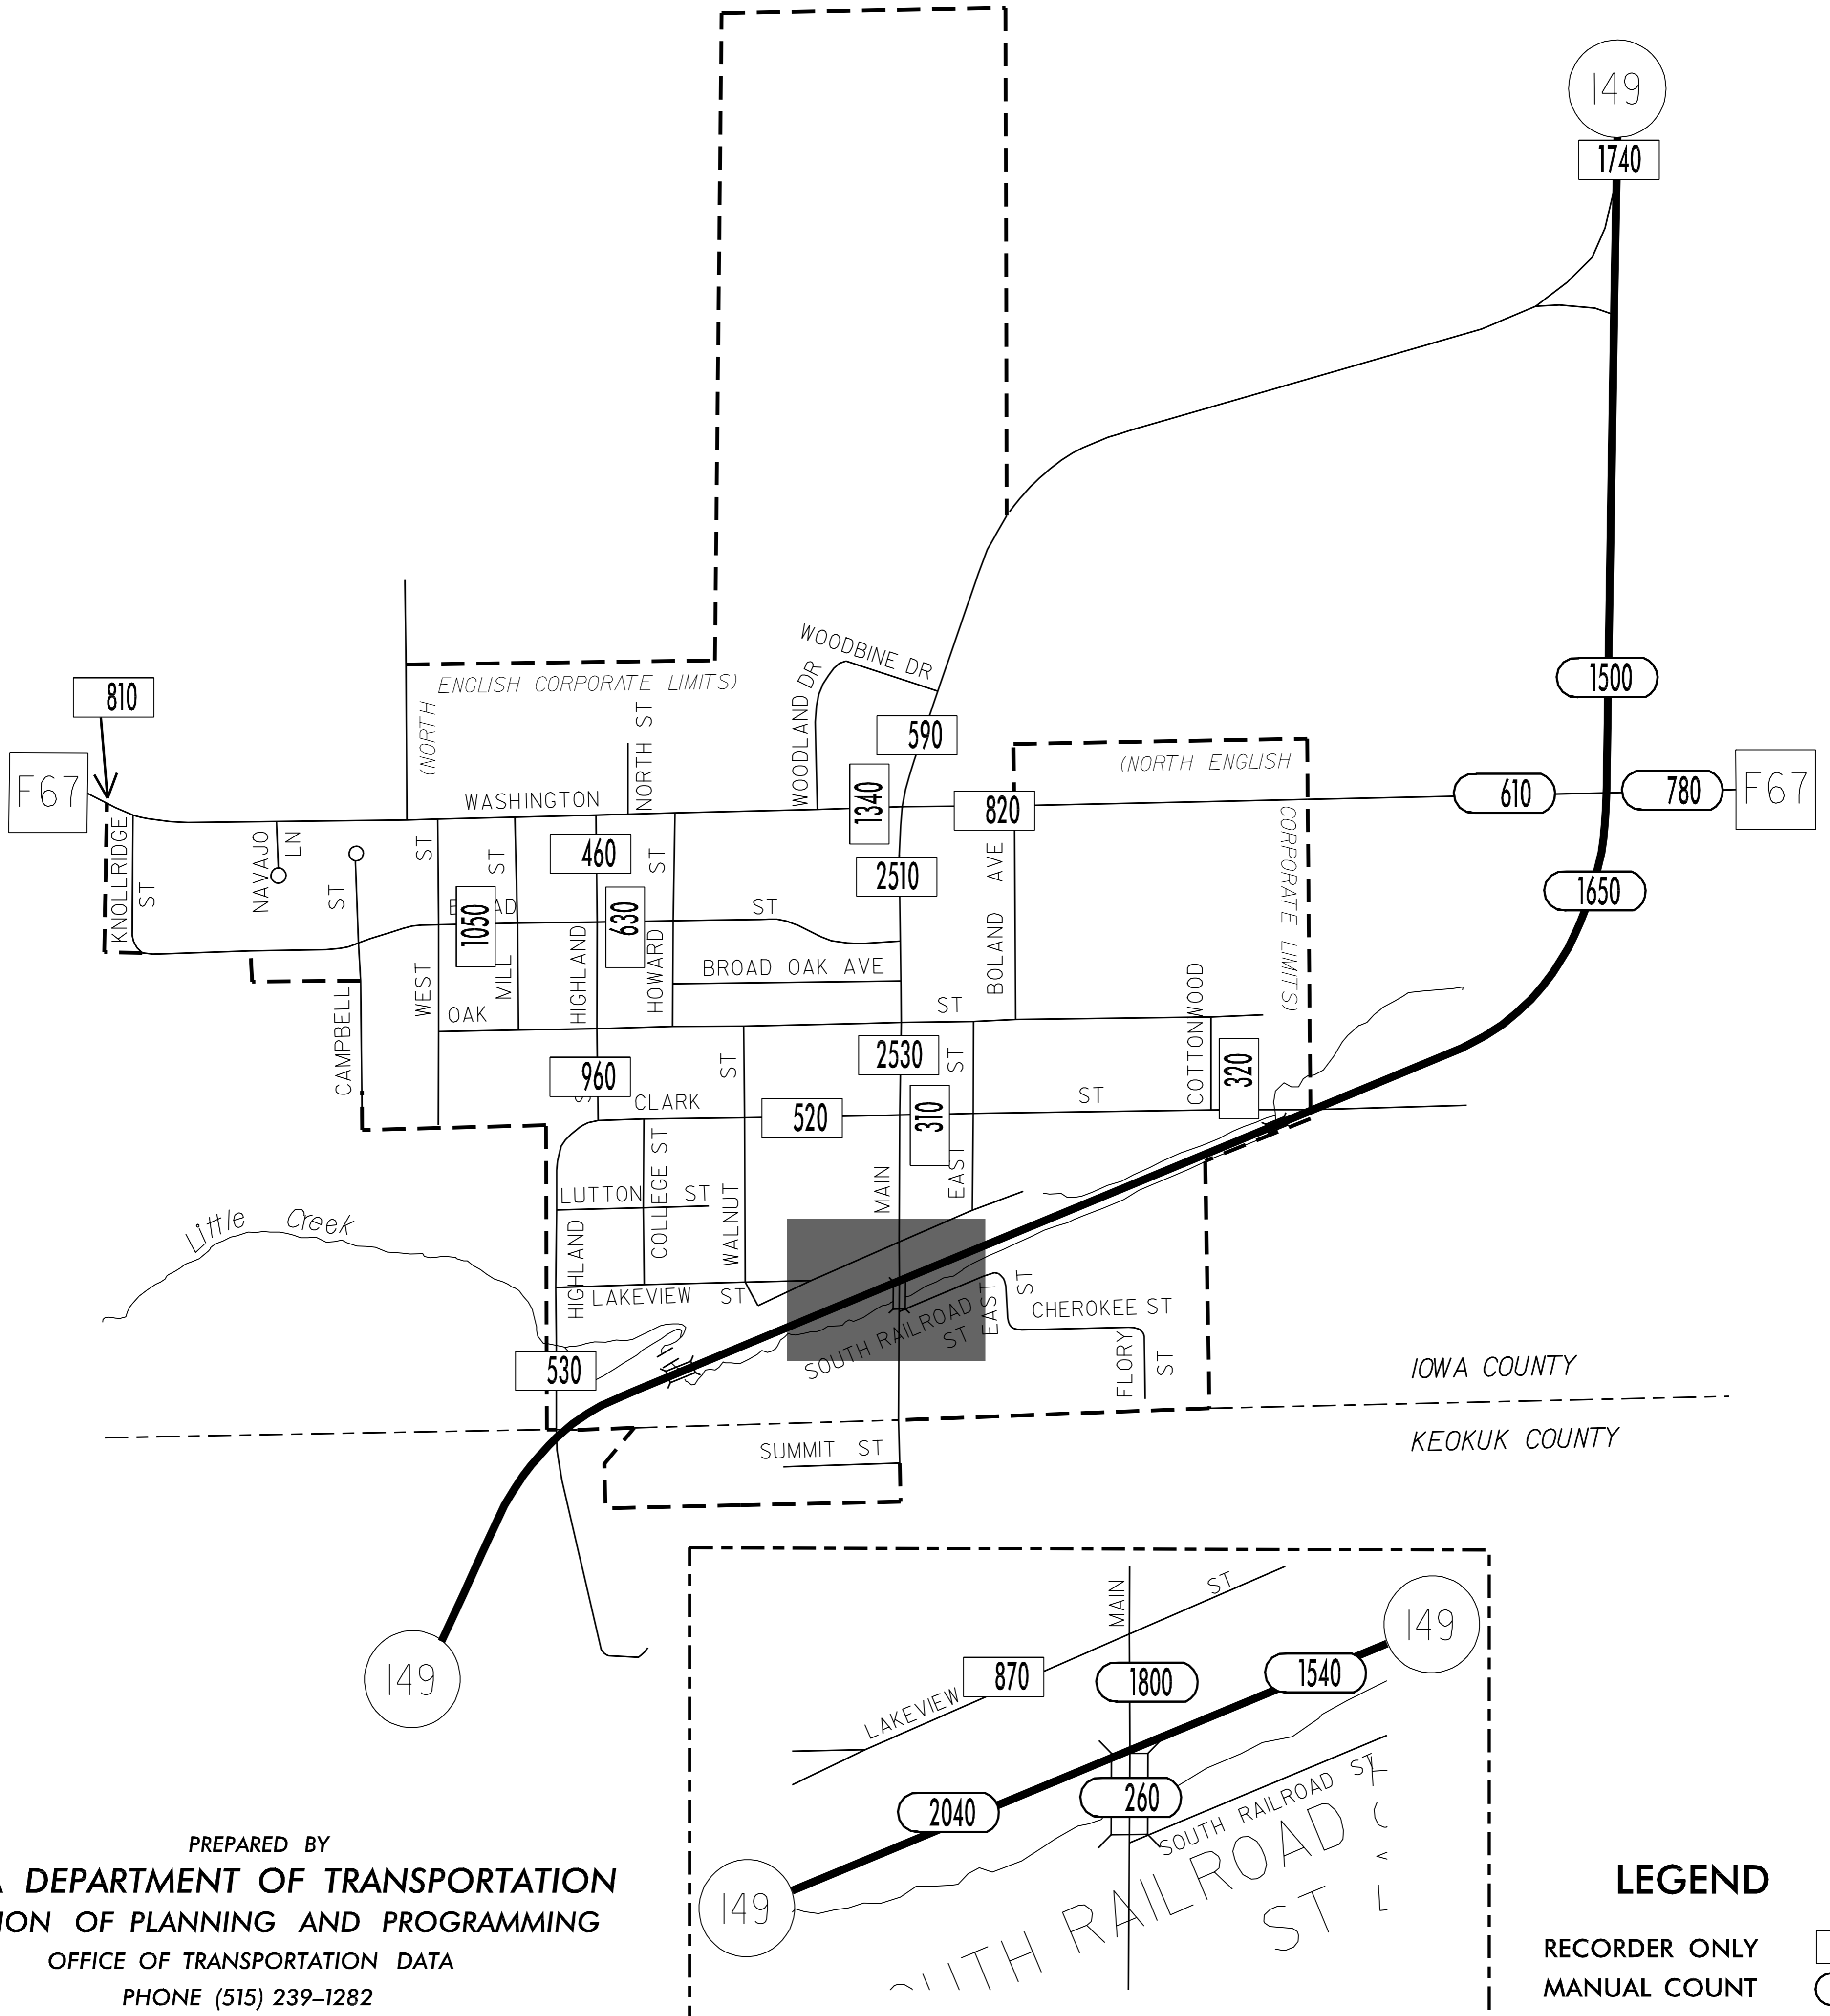 149
1740
WOODBINE DR
ENGLISH CORPORATE LIMITS)
(NORTH
NORTH ST
WOODLAND DR
1500
810
590
(NORTH ENGLISH
CORPORATE LIMITS)
F67
WASHINGTON
1340
820
610
780
F67
KNOLLRIDGE
ST
NAVAJO
LN
ST
ST
ST
460
ST
2510
AVE
1650
1050
630
ST
CAMPBELL
WEST
MILL
HIGHLAND
HOWARD
BROAD OAK AVE
BOLAND
COTTONWOOD
OAK
ST
960
ST
2530
ST
320
CLARK
520
310
ST
LUTTON ST
COLLEGE ST
WALNUT
MAIN
EAST
Little Creek
HIGHLAND
LAKEVIEW ST
SOUTH RAILROAD
ST
EAST
ST
CHEROKEE ST
FLORY
ST
530
IOWA COUNTY
KEOKUK COUNTY
SUMMIT ST
149
MAIN
ST
149
870
1800
1540
LAKEVIEW
2040
260
SOUTH RAILROAD ST
RAILROAD
ST
149
PREPARED BY
DEPARTMENT OF TRANSPORTATION
OF PLANNING AND PROGRAMMING
OFFICE OF TRANSPORTATION DATA
PHONE (515) 239–1282
LEGEND
RECORDER ONLY
MANUAL COUNT